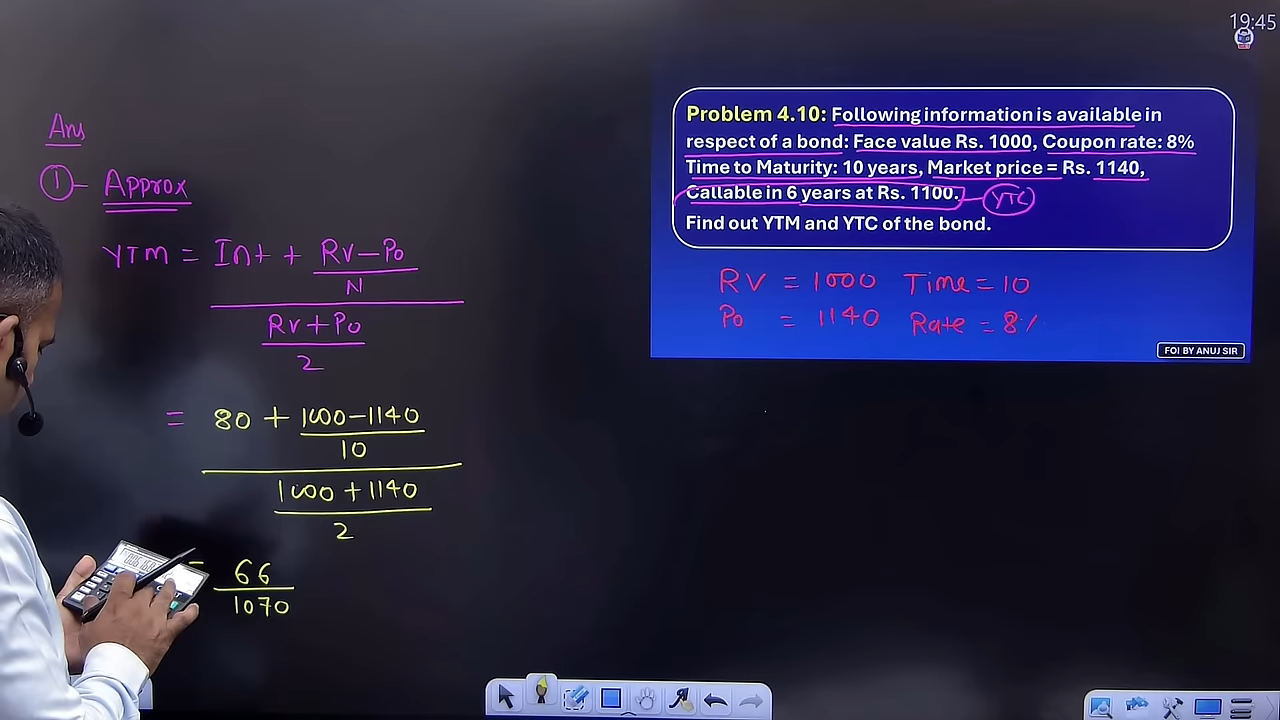 19:45
Ans
① - Approx
YTM = Int + RV - Po
N
RV + Po
2
= 80 + 1000 - 1140
10
1000 + 1140
2
= 66
1070
Problem 4.10: Following information is available in
respect of a bond: Face value Rs. 1000, Coupon rate: 8%
Time to Maturity: 10 years, Market price = Rs. 1140,
Callable in 6 years at Rs. 1100. - YTC
Find out YTM and YTC of the bond.
RV = 1000 Time = 10
Po = 1140 Rate = 8%
FOI BY ANUJ SIR